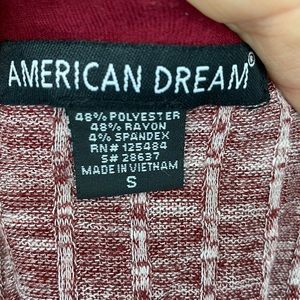 AMERICAN DREAM®
48% POLYESTER
48% RAYON
4% SPANDEX
RN# 125484
S# 28637
MADE IN VIETNAM
S